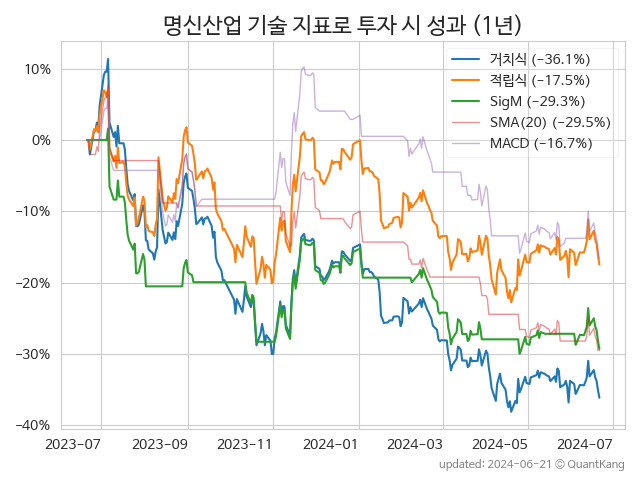 명신산업 기술 지표로 투자 시 성과 (1년)
거치식 (−36.1%)
적립식 (−17.5%)
SigM (−29.3%)
SMA(20) (−29.5%)
MACD (−16.7%)
10%
0%
−10%
−20%
−30%
−40%
2023-07 2023-09 2023-11 2024-01 2024-03 2024-05 2024-07
updated: 2024-06-21 © QuantKang